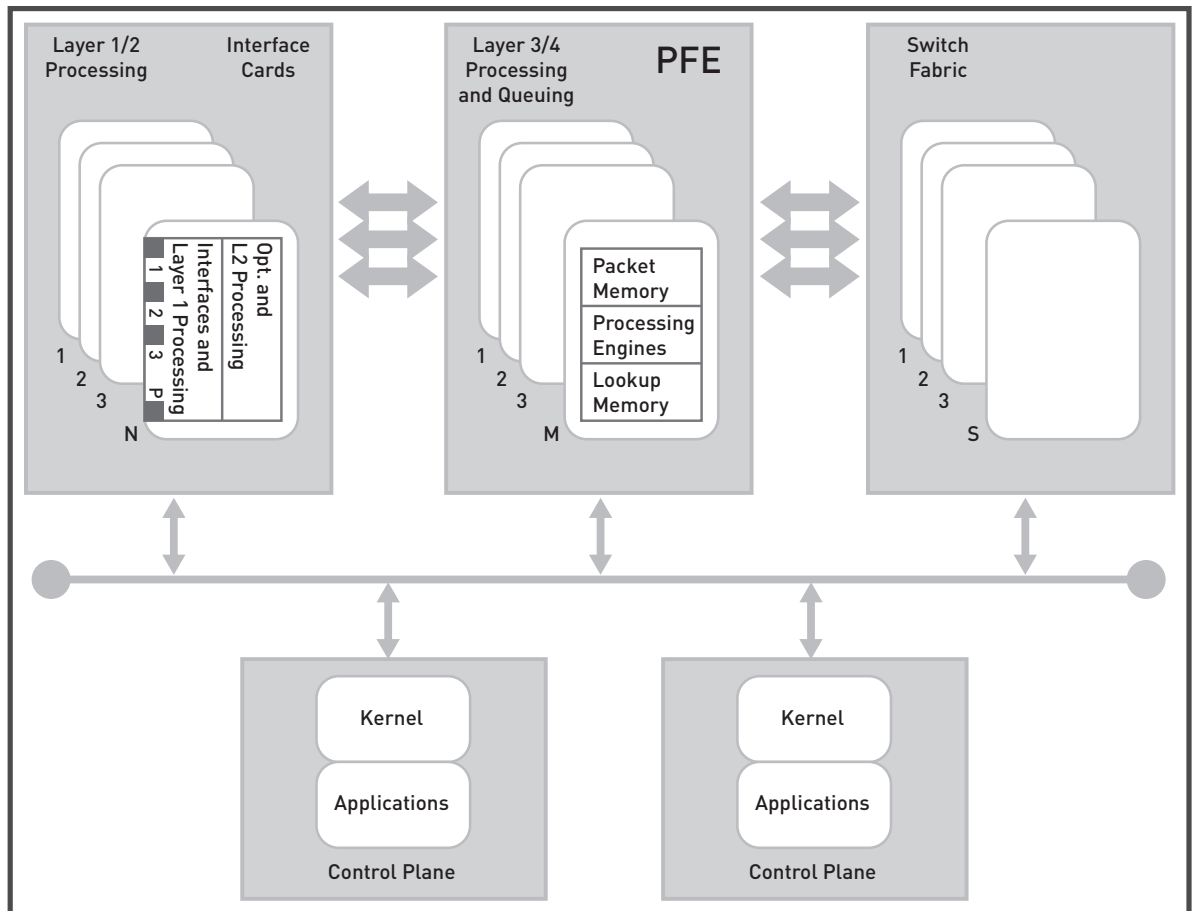 Layer 1/2
Processing
Interface
Cards
1
2
3
N
1 2 3 P
Interfaces and
Layer 1 Processing
Opt. and
L2 Processing
Layer 3/4
Processing
and Queuing
PFE
1
2
3
M
Packet
Memory
Processing
Engines
Lookup
Memory
Switch
Fabric
1
2
3
S
Kernel
Applications
Control Plane
Kernel
Applications
Control Plane